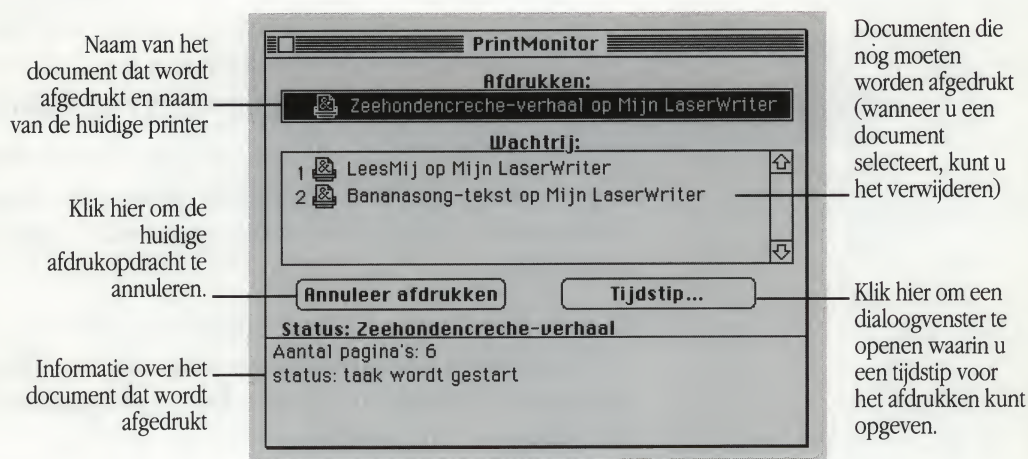 Naam van het
document dat wordt
afgedrukt en naam
van de huidige printer
Klik hier om de
huidige
afdrukopdracht te
annuleren.
Informatie over het
document dat wordt
afgedrukt
PrintMonitor
Afdrukken:
Zeehondencreche-verhaal op Mijn LaserWriter
Wachtrij:
1 LeesMij op Mijn LaserWriter
2 Bananasong-tekst op Mijn LaserWriter
Annuleer afdrukken
Tijdstip...
Status: Zeehondencreche-verhaal
Aantal pagina's: 6
status: taak wordt gestart
Documenten die
nog moeten
worden afgedrukt
(wanneer u een
document
selecteert, kunt u
het verwijderen)
Klik hier om een
dialoogvenster te
openen waarin u
een tijdstip voor
het afdrukken kunt
opgeven.